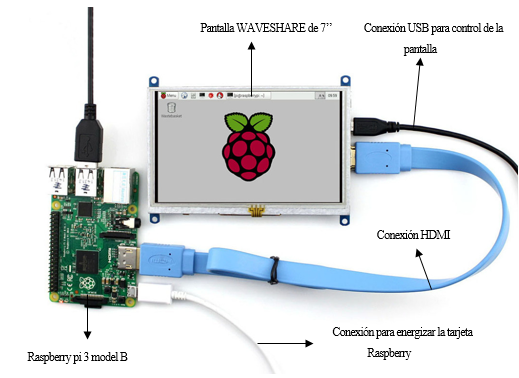 Pantalla WAVESHARE de 7”
Conexión USB para control de la
pantalla
Menu
Conexión HDMI
Conexión para energizar la tarjeta
Raspberry
Raspberry pi 3 model B